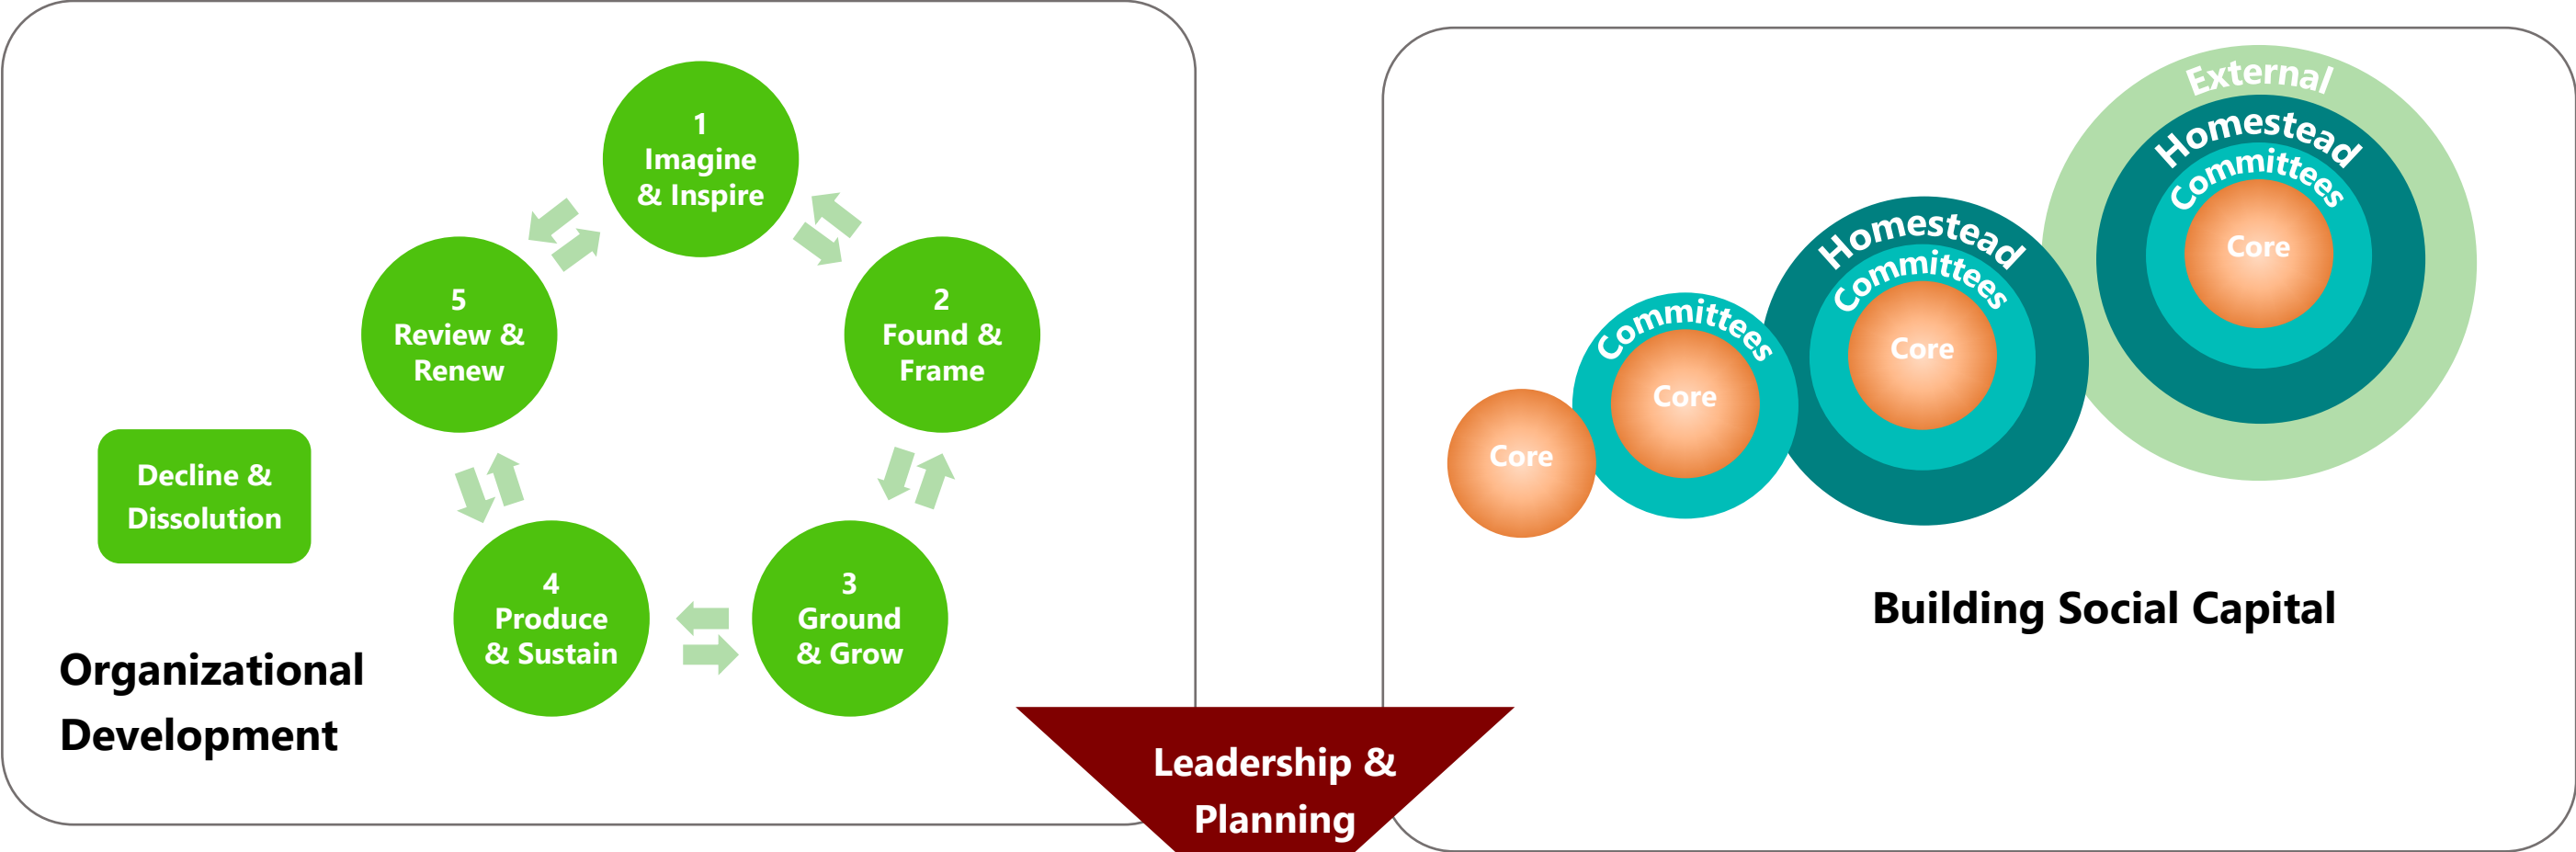 1
Imagine
& Inspire
2
Found &
Frame
3
Ground
& Grow
4
Produce
& Sustain
5
Review &
Renew
Decline &
Dissolution
Organizational
Development
Leadership &
Planning
Core
Committees
Core
Homestead
Committees
Core
External
Homestead
Committees
Core
Building Social Capital